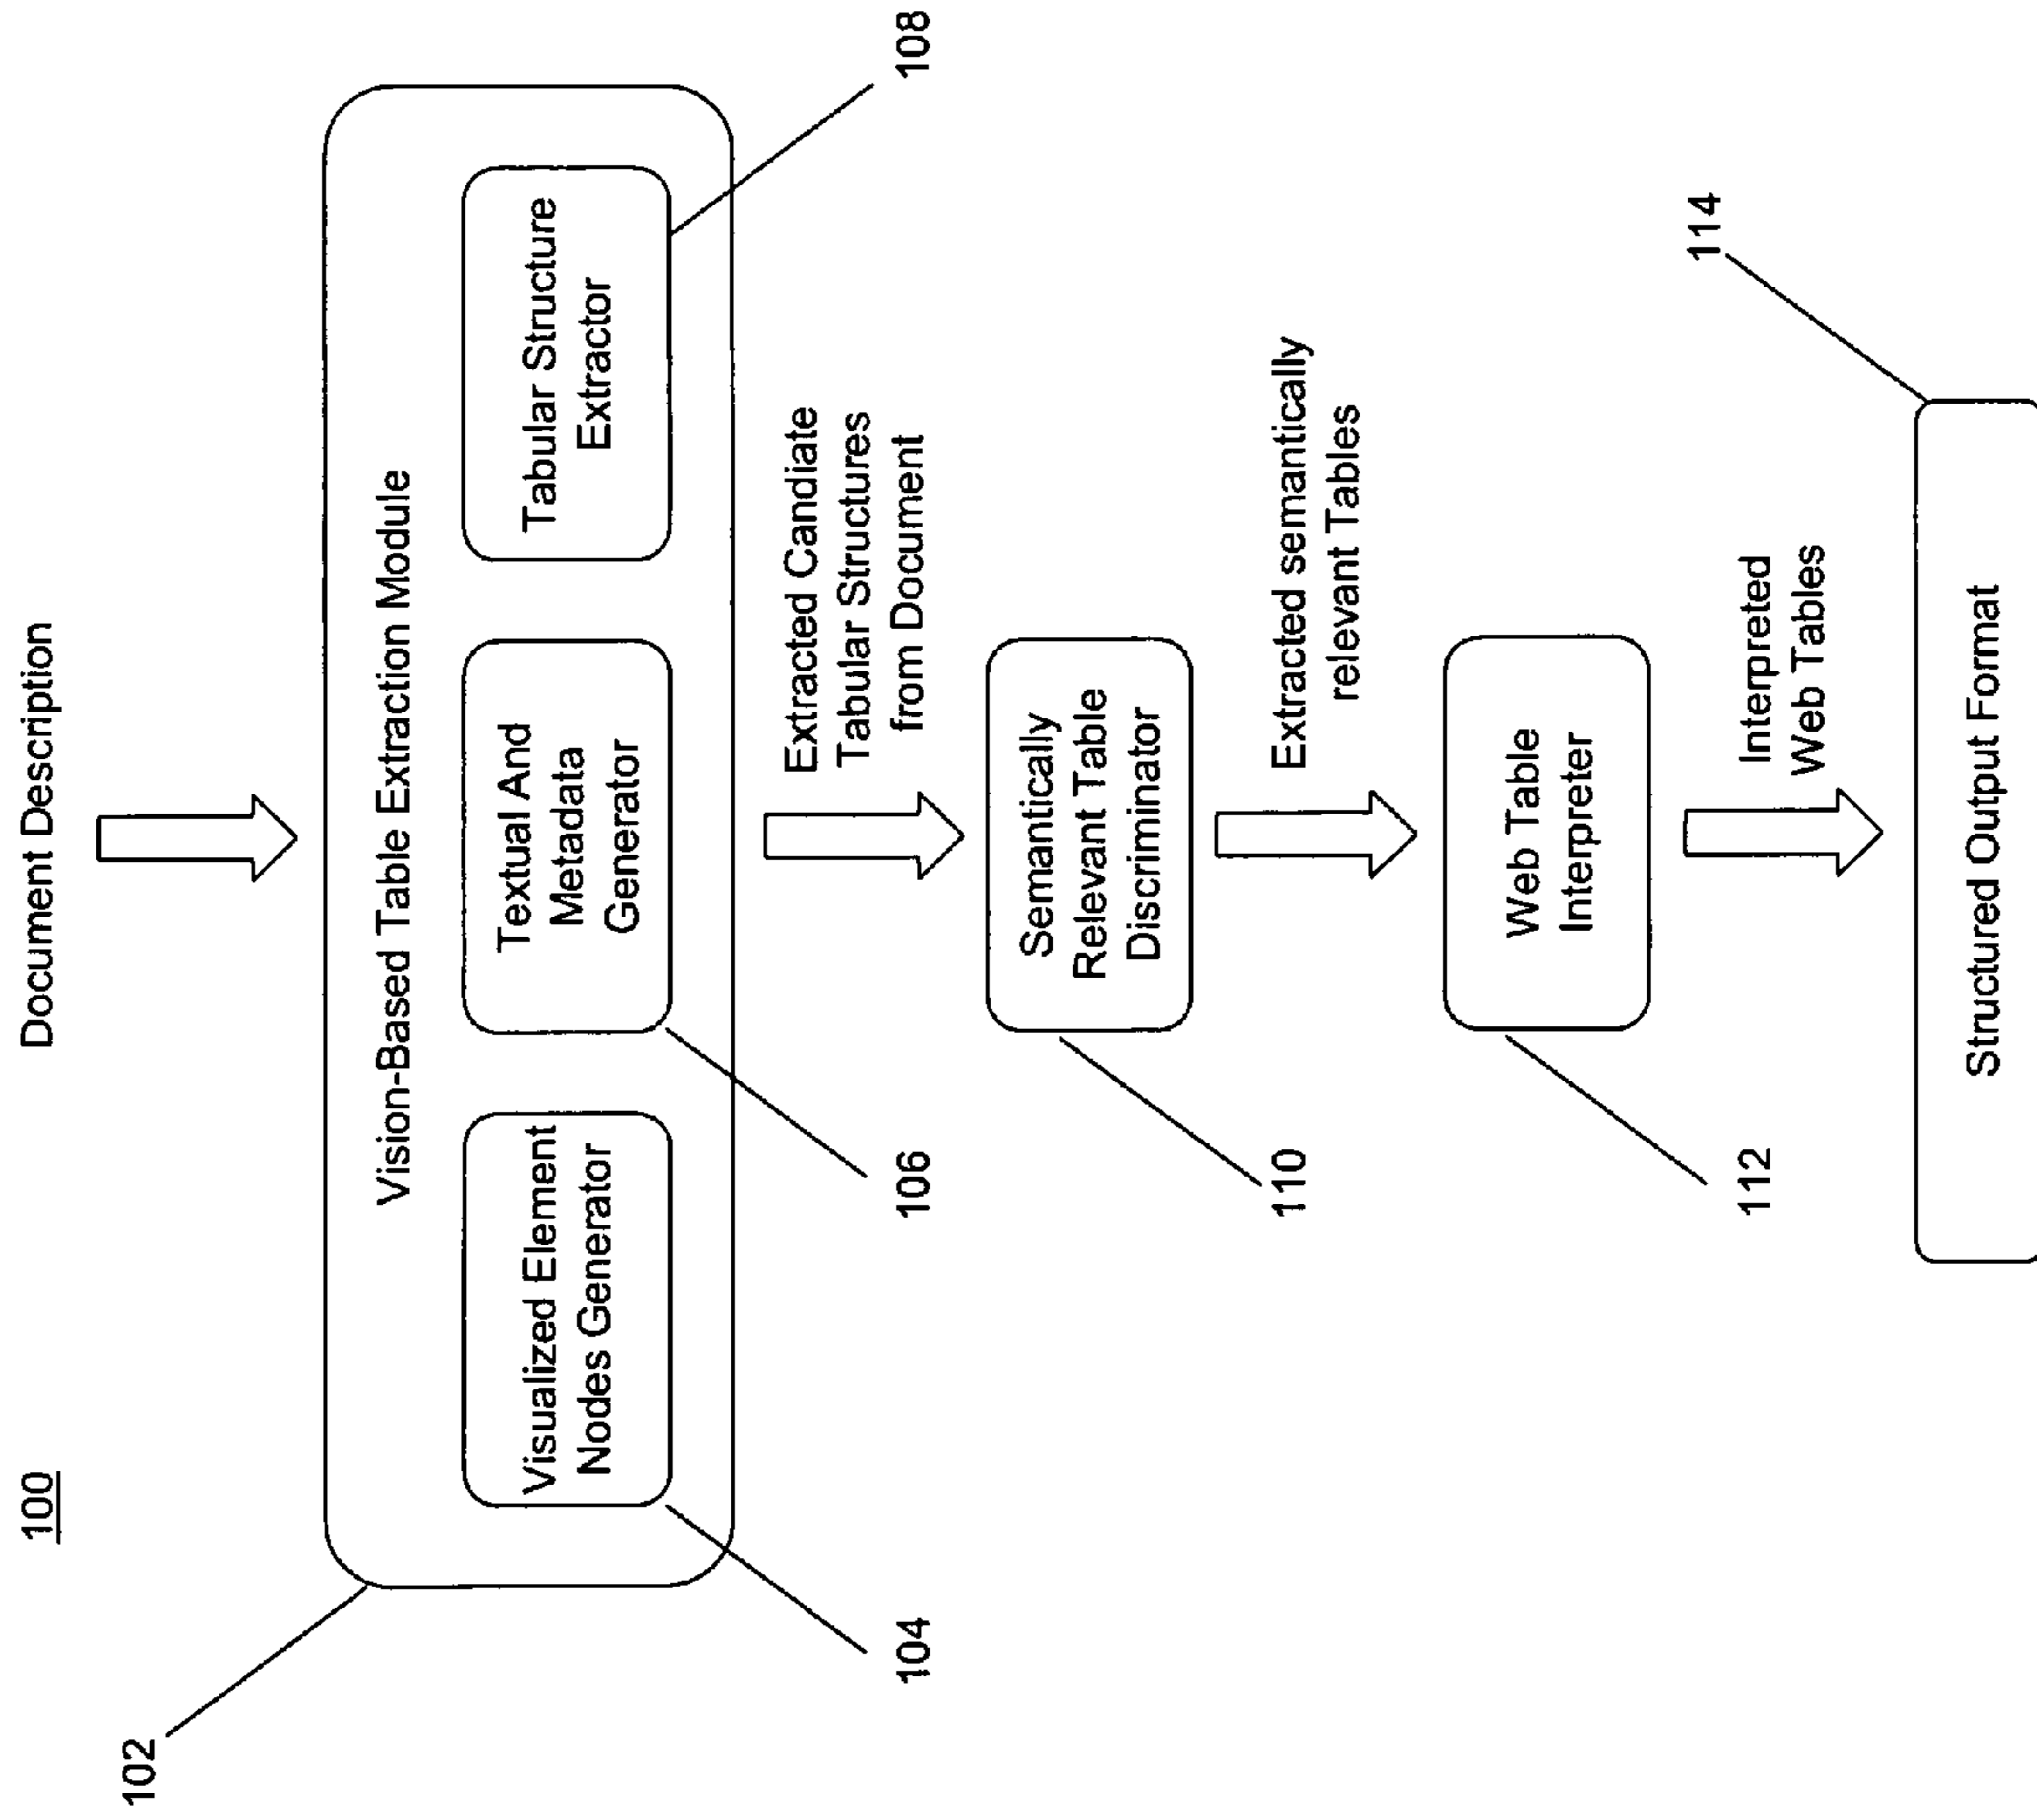 100
Document Description
102
Vision-Based Table Extraction Module
Visualized Element
Nodes Generator
Textual And
Metadata
Generator
Tabular Structure
Extractor
104
106
108
Extracted Candiate
Tabular Structures
from Document
Semantically
Relevant Table
Discriminator
110
Extracted semantically
relevant Tables
Web Table
Interpreter
112
Interpreted
Web Tables
114
Structured Output Format